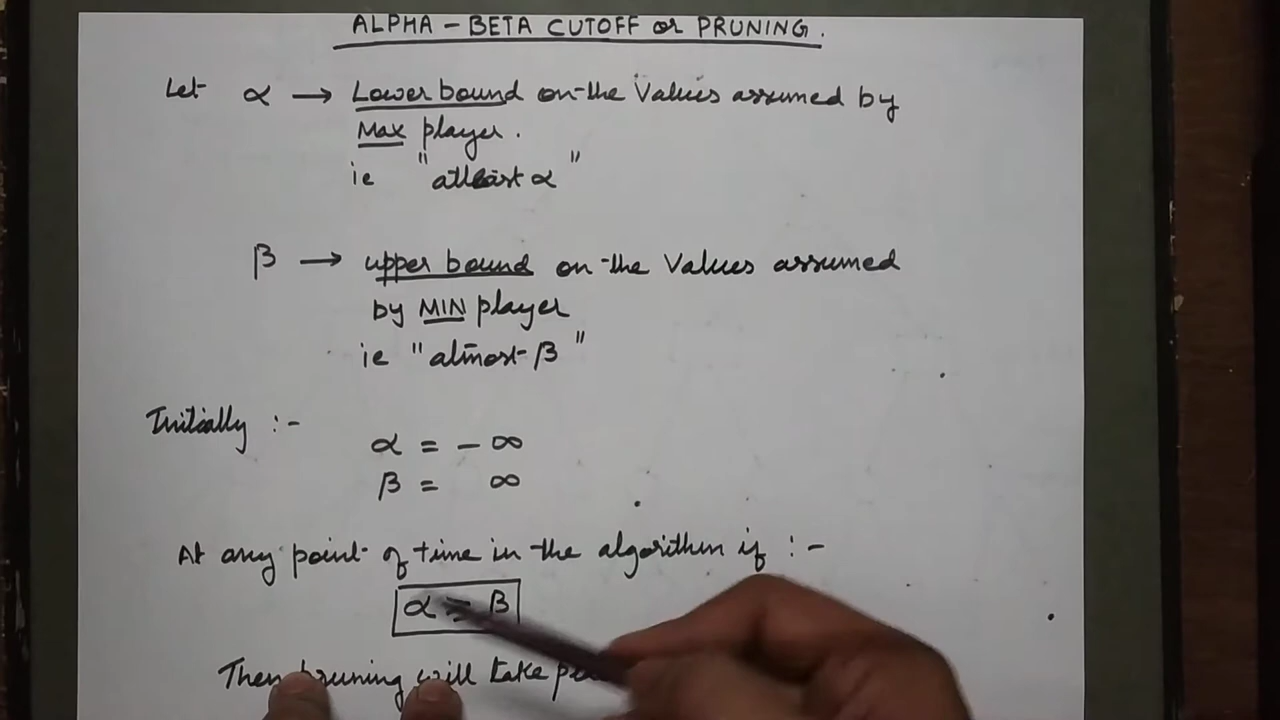 ALPHA - BETA CUTOFF or PRUNING.
Let α → Lower bound on the Values assumed by
Max player.
ie "atleast α"
β → upper bound on the Values assumed
by MIN player
ie "almost β"
Initially :-
α = - ∞
β = ∞
At any point of time in the algorithm if :-
α β
Then pruning will take